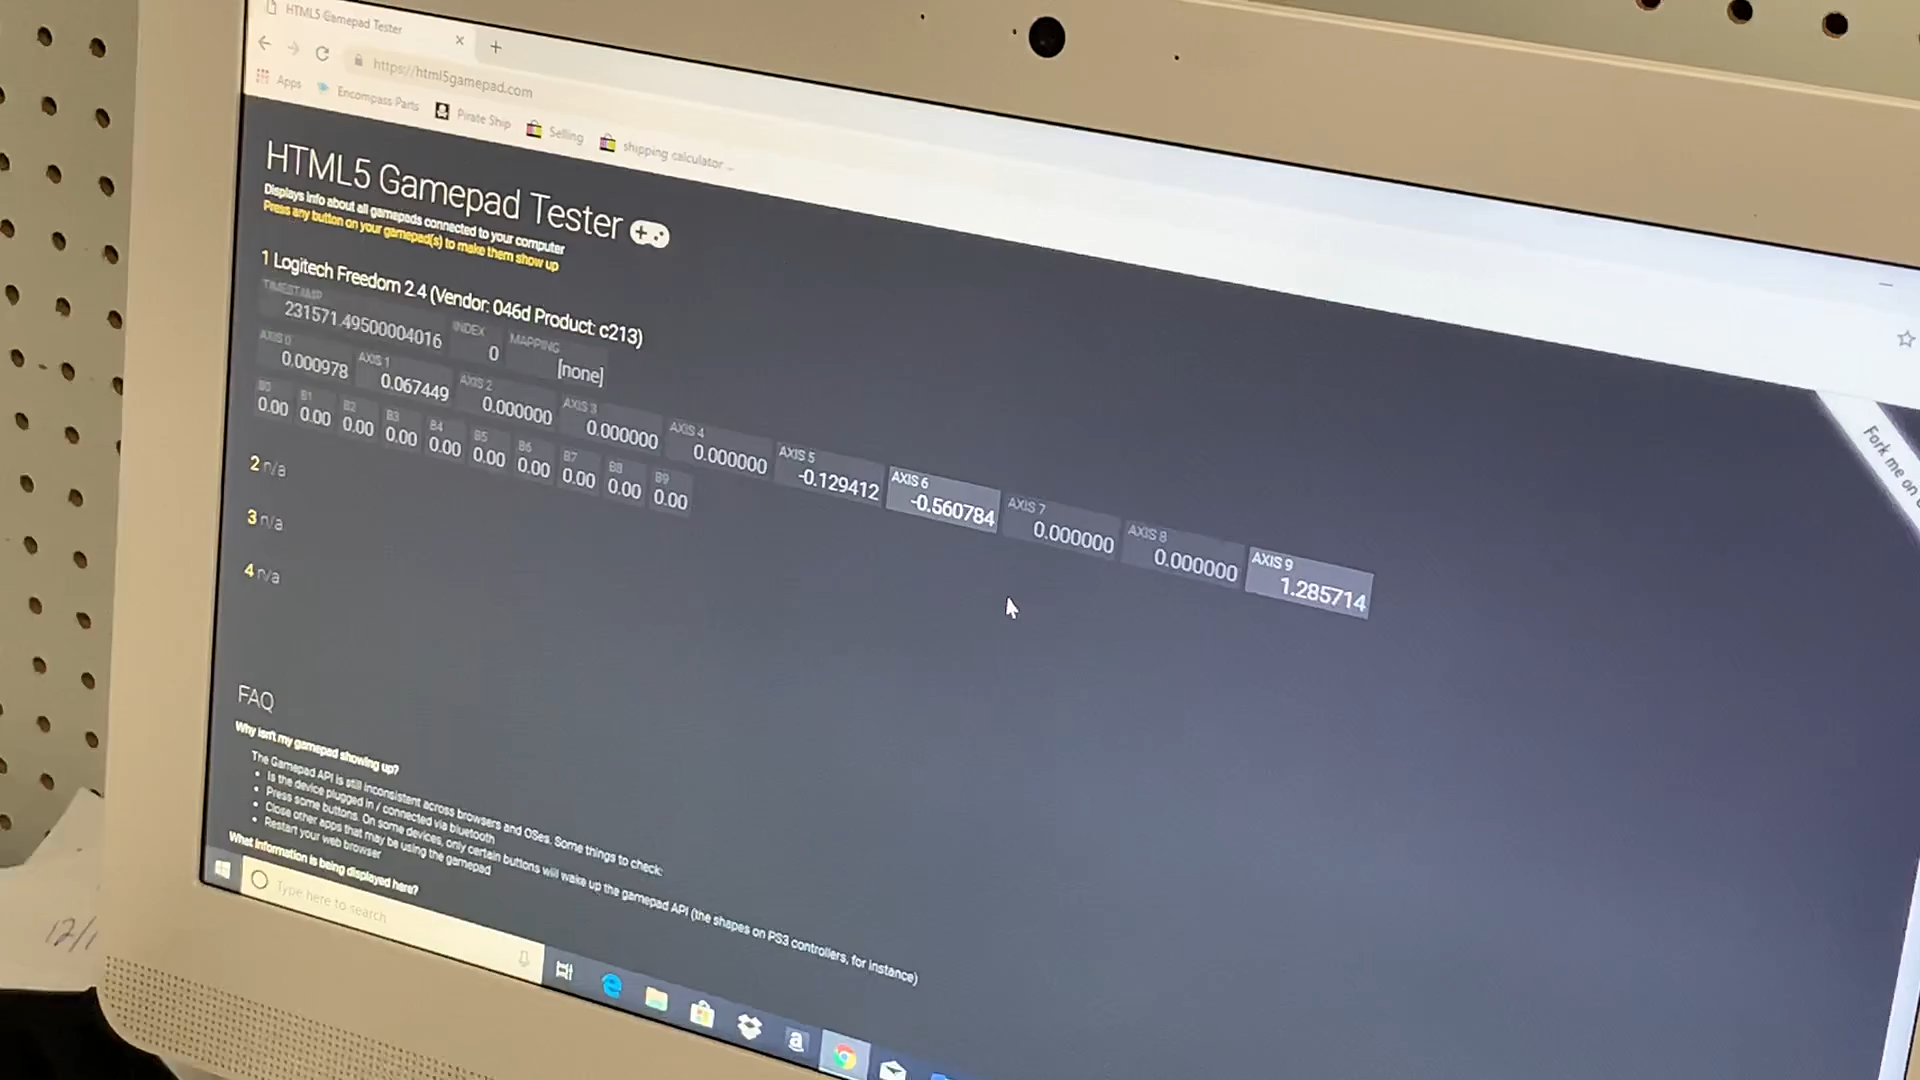 HTML5 Gamepad Tester
https://html5gamepad.com
Apps Encompass Parts Pirate Ship Selling shipping calculator ...
HTML5 Gamepad Tester
Displays info about all gamepads connected to your computer
Press any button on your gamepad(s) to make them show up
1 Logitech Freedom 2.4 (Vendor: 046d Product: c213)
TIMESTAMP INDEX MAPPING
231571.49500004016 0 [none]
AXIS 0 AXIS 1 AXIS 2 AXIS 3 AXIS 4 AXIS 5 AXIS 6 AXIS 7 AXIS 8 AXIS 9
0.000978 0.067449 0.000000 0.000000 0.000000 -0.129412 -0.560784 0.000000 0.000000 1.285714
B0 B1 B2 B3 B4 B5 B6 B7 B8 B9
0.00 0.00 0.00 0.00 0.00 0.00 0.00 0.00 0.00 0.00
2 n/a
3 n/a
4 n/a
Fork me on
FAQ
Why isn't my gamepad showing up?
The Gamepad API is still inconsistent across browsers and OSes. Some things to check:
• Is the device plugged in / connected via bluetooth
• Press some buttons. On some devices, only certain buttons will wake up the gamepad API (the shapes on PS3 controllers, for instance)
• Close other apps that may be using the gamepad
• Restart your web browser
What information is being displayed here?
Type here to search
12/1